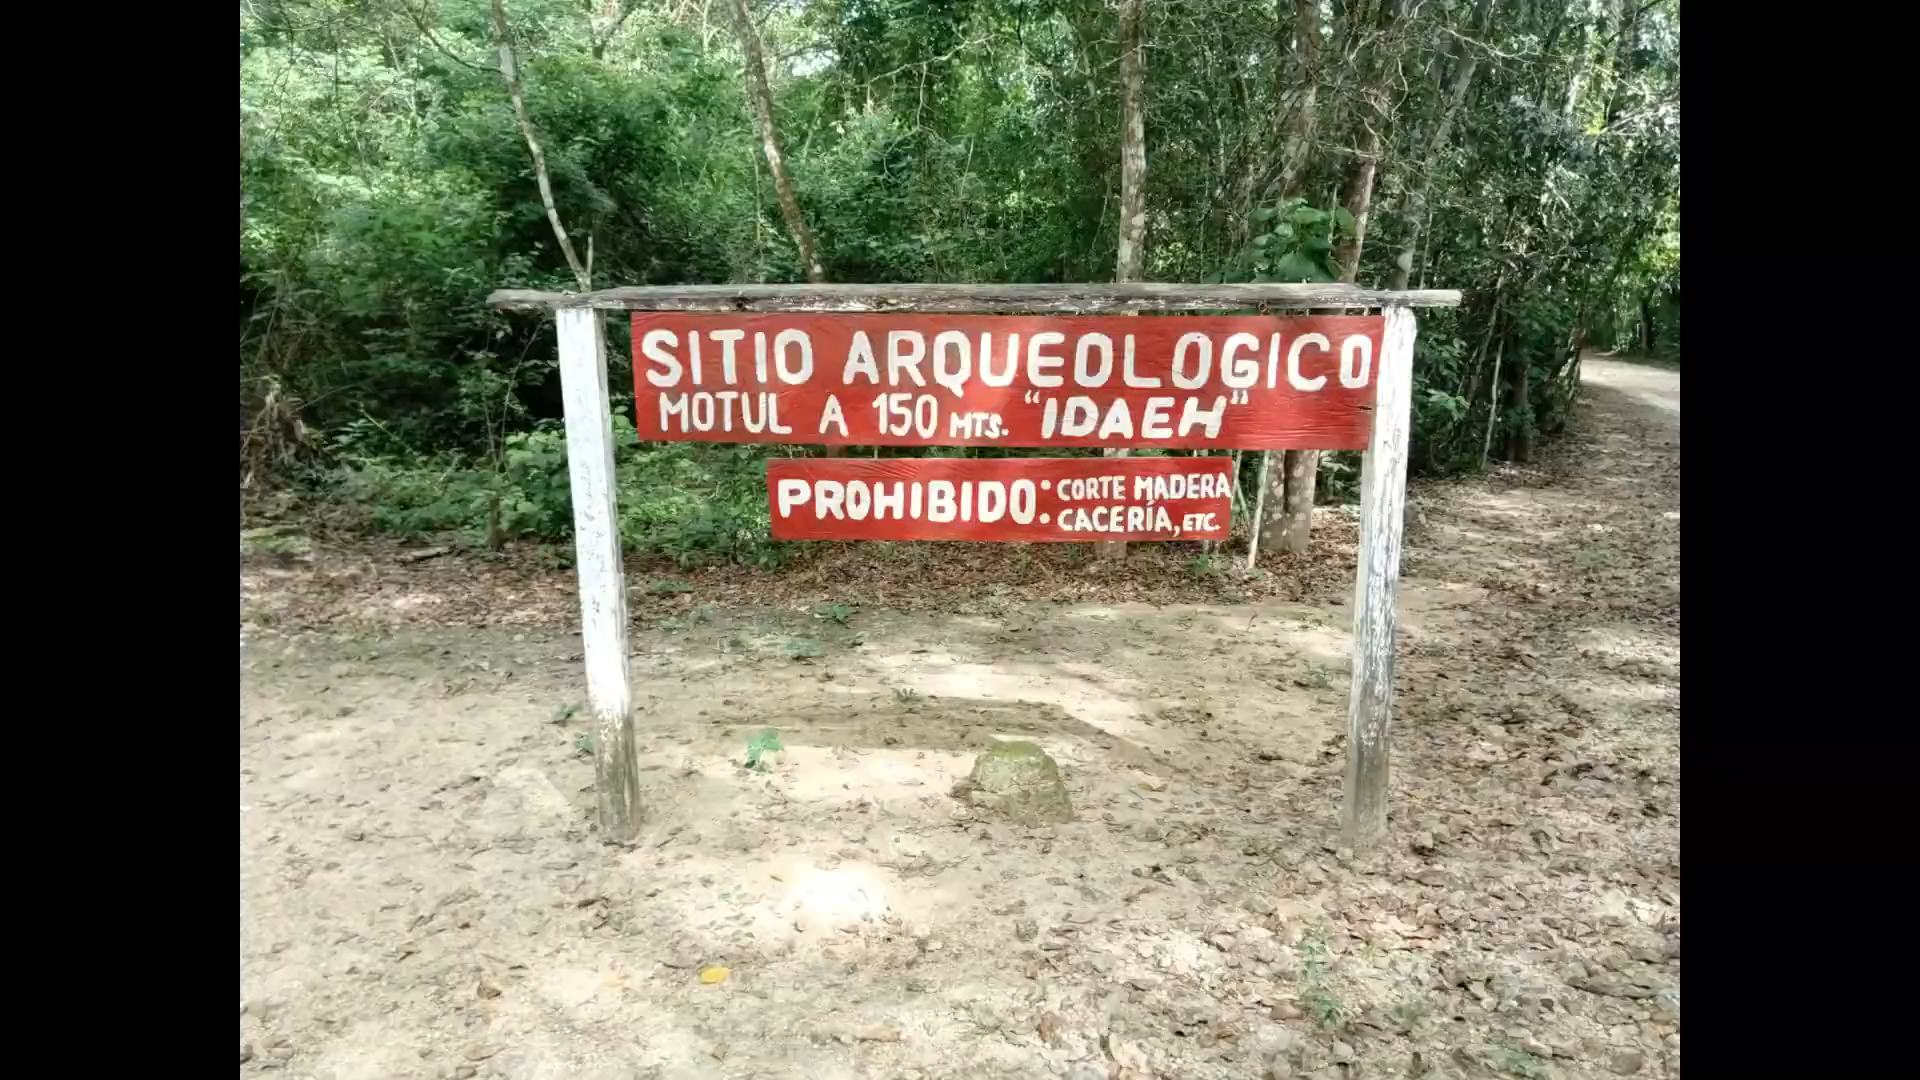 SITIO ARQUEOLOGICO
MOTUL A 150 MTS. "IDAEH"
PROHIBIDO: CORTE MADERA
CACERÍA, ETC.